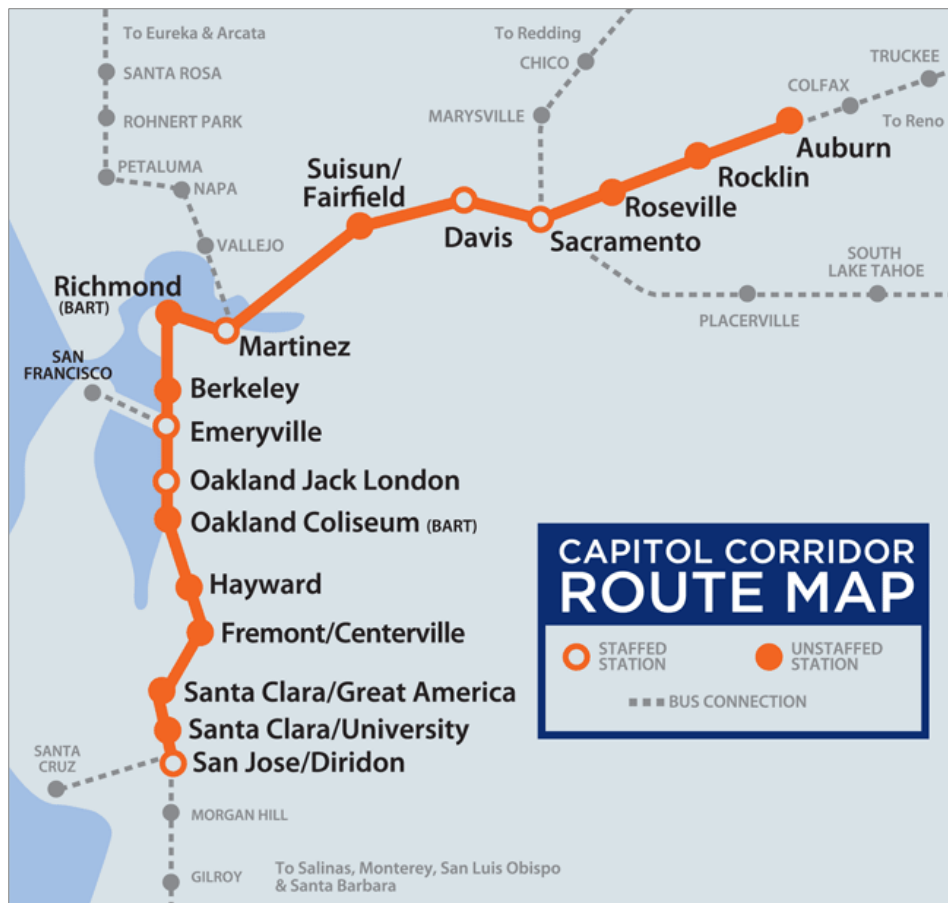 To Eureka & Arcata
SANTA ROSA
ROHNERT PARK
PETALUMA
NAPA
VALLEJO
To Redding
CHICO
MARYSVILLE
TRUCKEE
COLFAX
To Reno
Auburn
Rocklin
Roseville
Sacramento
Davis
Suisun/
Fairfield
SOUTH
LAKE TAHOE
PLACERVILLE
Richmond
(BART)
Martinez
SAN
FRANCISCO
Berkeley
Emeryville
Oakland Jack London
Oakland Coliseum (BART)
Hayward
Fremont/Centerville
Santa Clara/Great America
Santa Clara/University
San Jose/Diridon
SANTA
CRUZ
MORGAN HILL
GILROY
To Salinas, Monterey, San Luis Obispo
& Santa Barbara
CAPITOL CORRIDOR
ROUTE MAP
STAFFED
STATION
UNSTAFFED
STATION
BUS CONNECTION